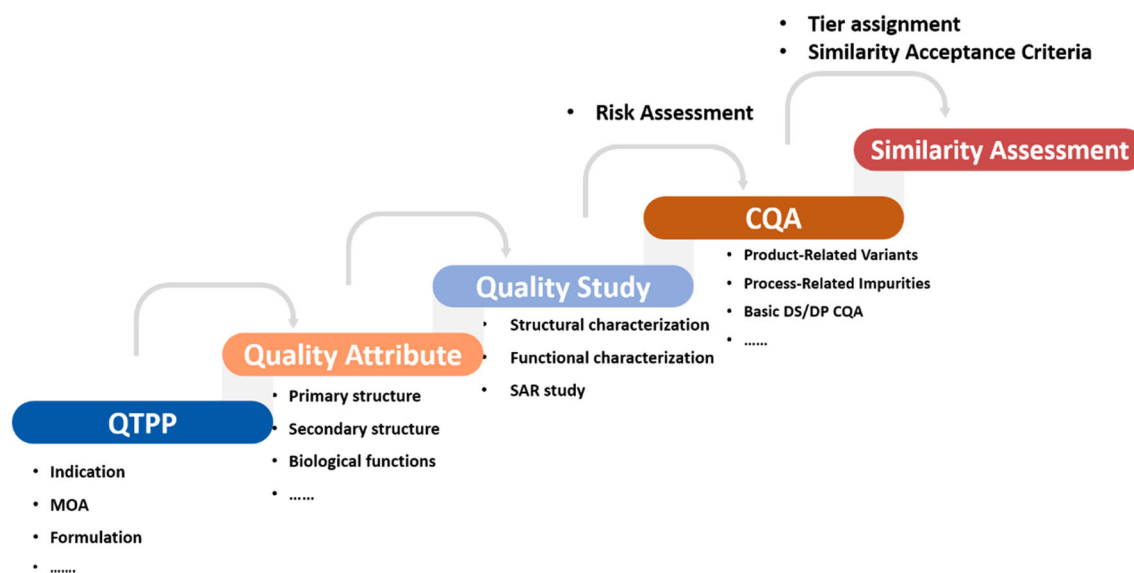 • Tier assignment
• Similarity Acceptance Criteria
• Risk Assessment
Similarity Assessment
CQA
• Product-Related Variants
• Process-Related Impurities
• Basic DS/DP CQA
• ......
Quality Study
• Structural characterization
• Functional characterization
• SAR study
Quality Attribute
• Primary structure
• Secondary structure
• Biological functions
• ......
QTPP
• Indication
• MOA
• Formulation
• .......